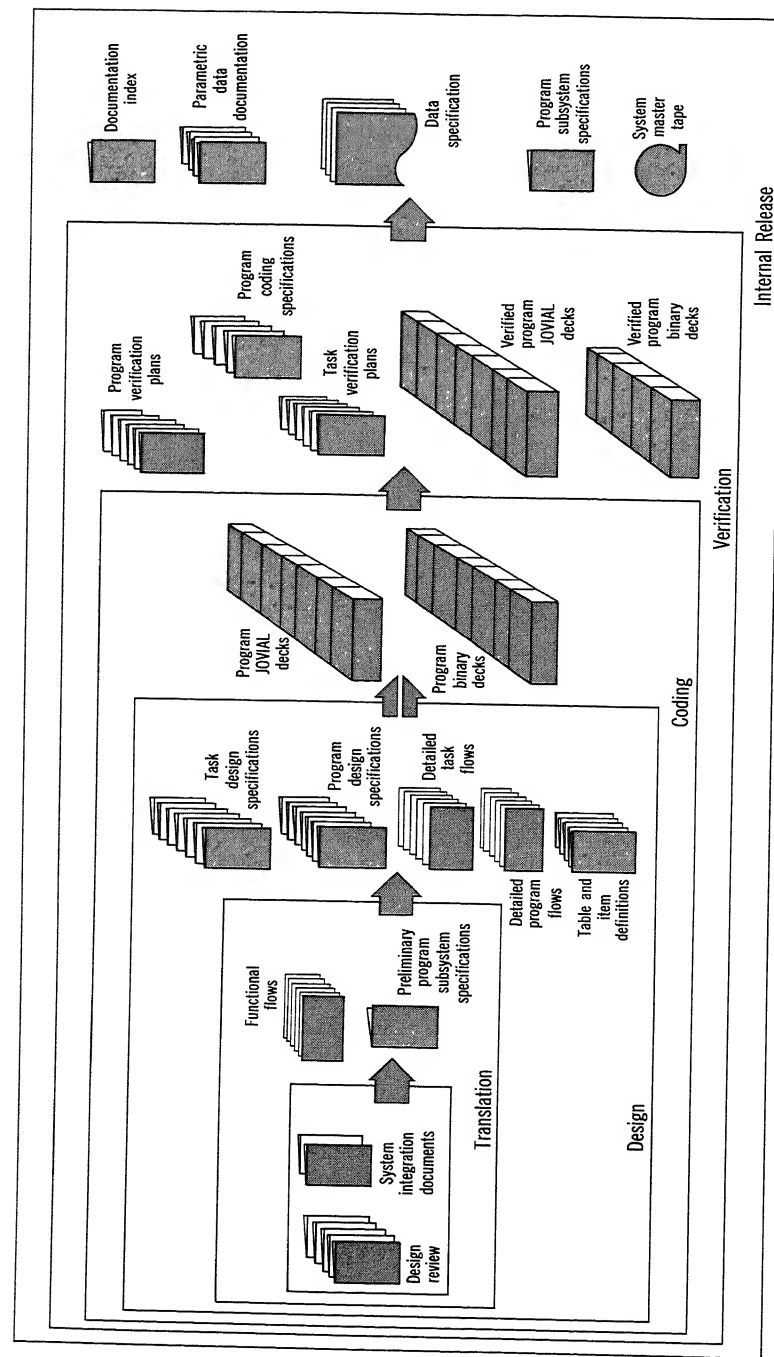 Design
review
System
integration
documents
Translation
Functional
flows
Preliminary
program
subsystem
specifications
Design
Task
design
specifications
Program
design
specifications
Detailed
task
flows
Detailed
program
flows
Table and
item
definitions
Coding
Program
JOVIAL
decks
Program
binary
decks
Verification
Program
verification
plans
Program
coding
specifications
Task
verification
plans
Verified
program
JOVIAL
decks
Verified
program
binary
decks
Internal Release
Documentation
index
Parametric
data
documentation
Data
specification
Program
subsystem
specifications
System
master
tape